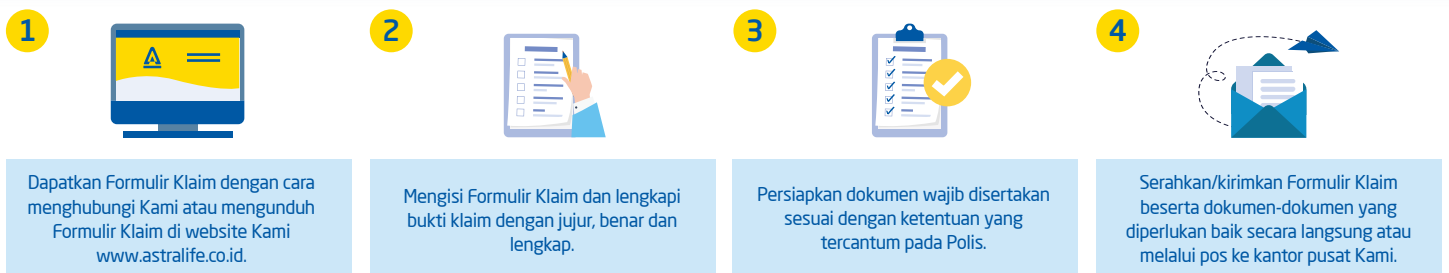 1
Dapatkan Formulir Klaim dengan cara
menghubungi Kami atau mengunduh
Formulir Klaim di website Kami
www.astralife.co.id.
2
Mengisi Formulir Klaim dan lengkapi
bukti klaim dengan jujur, benar dan
lengkap.
3
Persiapkan dokumen wajib disertakan
sesuai dengan ketentuan yang
tercantum pada Polis.
4
Serahkan/kirimkan Formulir Klaim
beserta dokumen-dokumen yang
diperlukan baik secara langsung atau
melalui pos ke kantor pusat Kami.